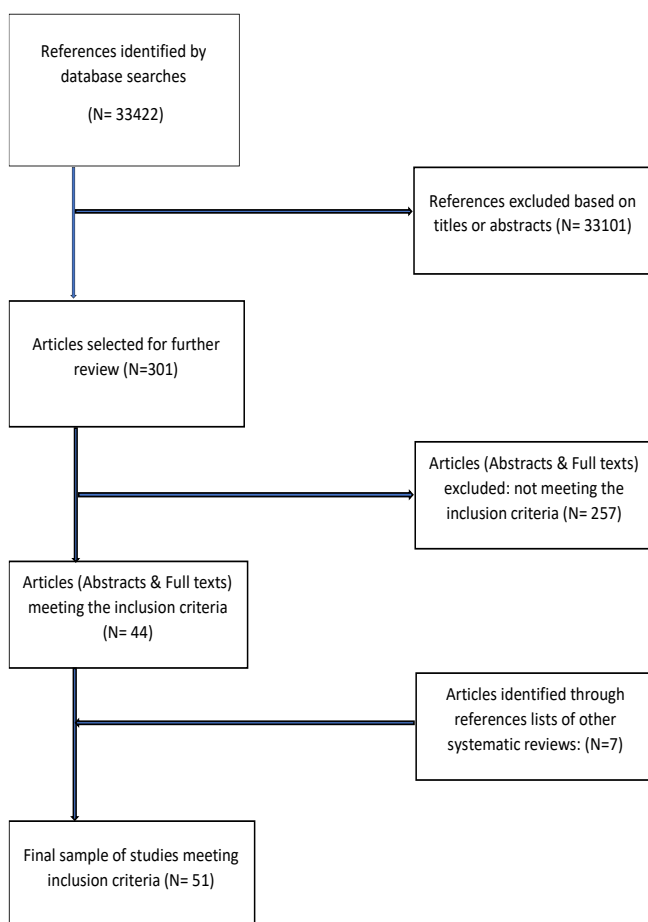 References identified by
database searches
(N= 33422)
References excluded based on
titles or abstracts (N= 33101)
Articles selected for further
review (N=301)
Articles (Abstracts & Full texts)
excluded: not meeting the
inclusion criteria (N= 257)
Articles (Abstracts & Full texts)
meeting the inclusion criteria
(N= 44)
Articles identified through
references lists of other
systematic reviews: (N=7)
Final sample of studies meeting
inclusion criteria (N= 51)